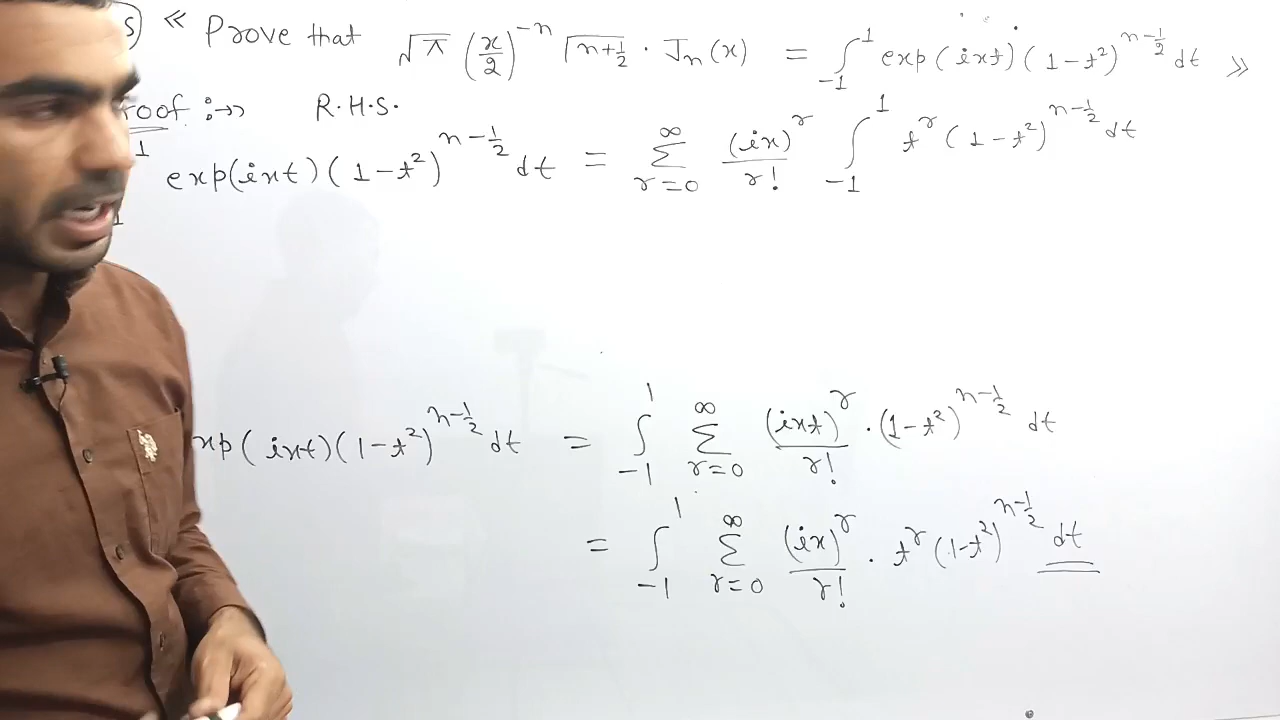 s) << Prove that √π (x/2)^{-n} Γ(n+1/2) · J_n(x) = ∫_{-1}^{1} exp(ixt)(1-t²)^{n-1/2} dt >>
roof :→→ R.H.S.
1 exp(ixt)(1-t²)^{n-1/2} dt = Σ_{r=0}^{∞} (ix)^r/r! ∫_{-1}^{1} t^r (1-t²)^{n-1/2} dt
xp(ixt)(1-t²)^{n-1/2} dt = ∫_{-1}^{1} Σ_{r=0}^{∞} (ixt)^r/r! · (1-t²)^{n-1/2} dt
= ∫_{-1}^{1} Σ_{r=0}^{∞} (ix)^r/r! · t^r (1-t²)^{n-1/2} dt